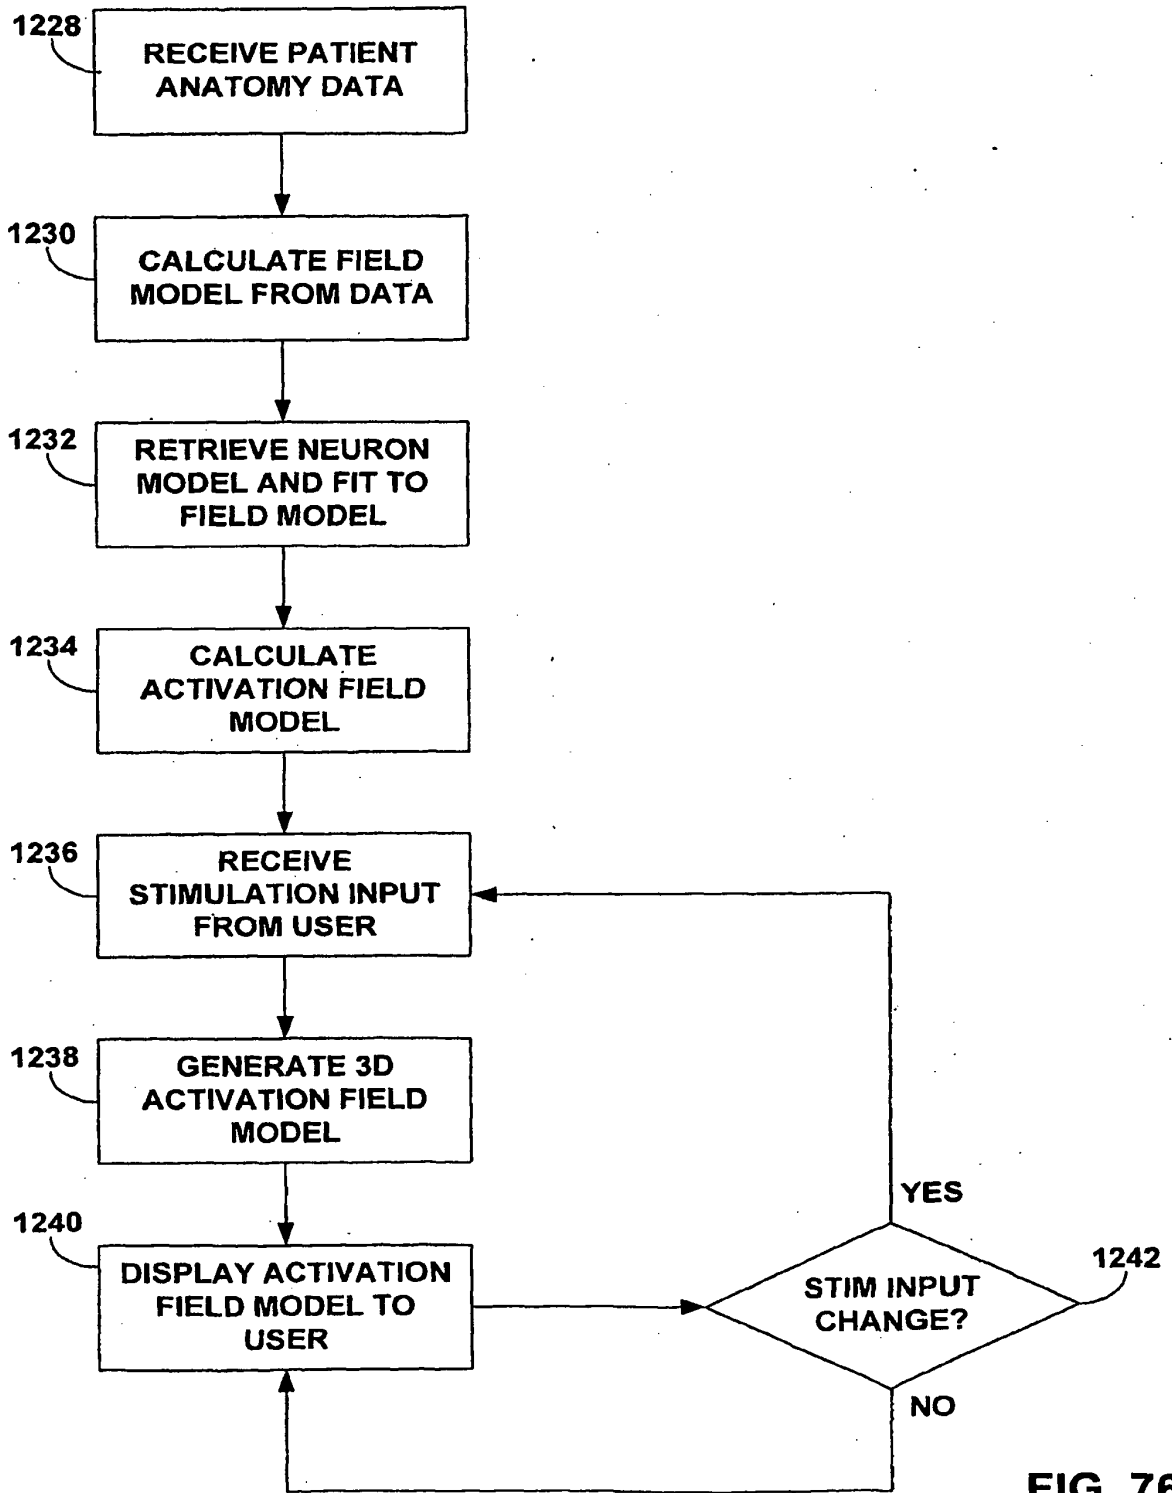 1228
RECEIVE PATIENT
ANATOMY DATA
1230
CALCULATE FIELD
MODEL FROM DATA
1232
RETRIEVE NEURON
MODEL AND FIT TO
FIELD MODEL
1234
CALCULATE
ACTIVATION FIELD
MODEL
1236
RECEIVE
STIMULATION INPUT
FROM USER
1238
GENERATE 3D
ACTIVATION FIELD
MODEL
1240
DISPLAY ACTIVATION
FIELD MODEL TO
USER
YES
1242
STIM INPUT
CHANGE?
NO
FIG. 76